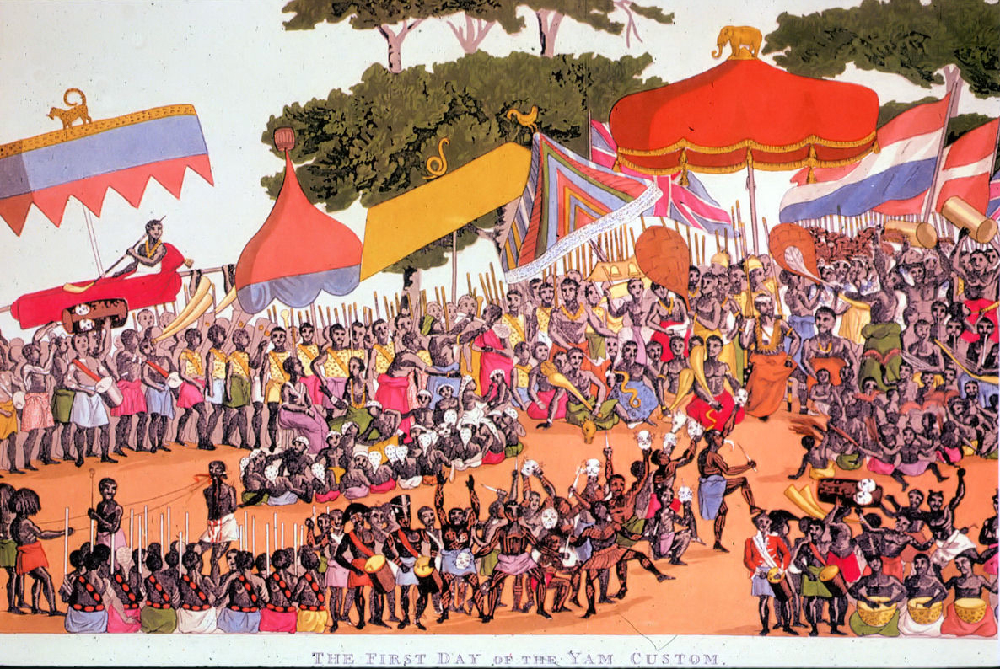 THE FIRST DAY OF THE YAM CUSTOM.